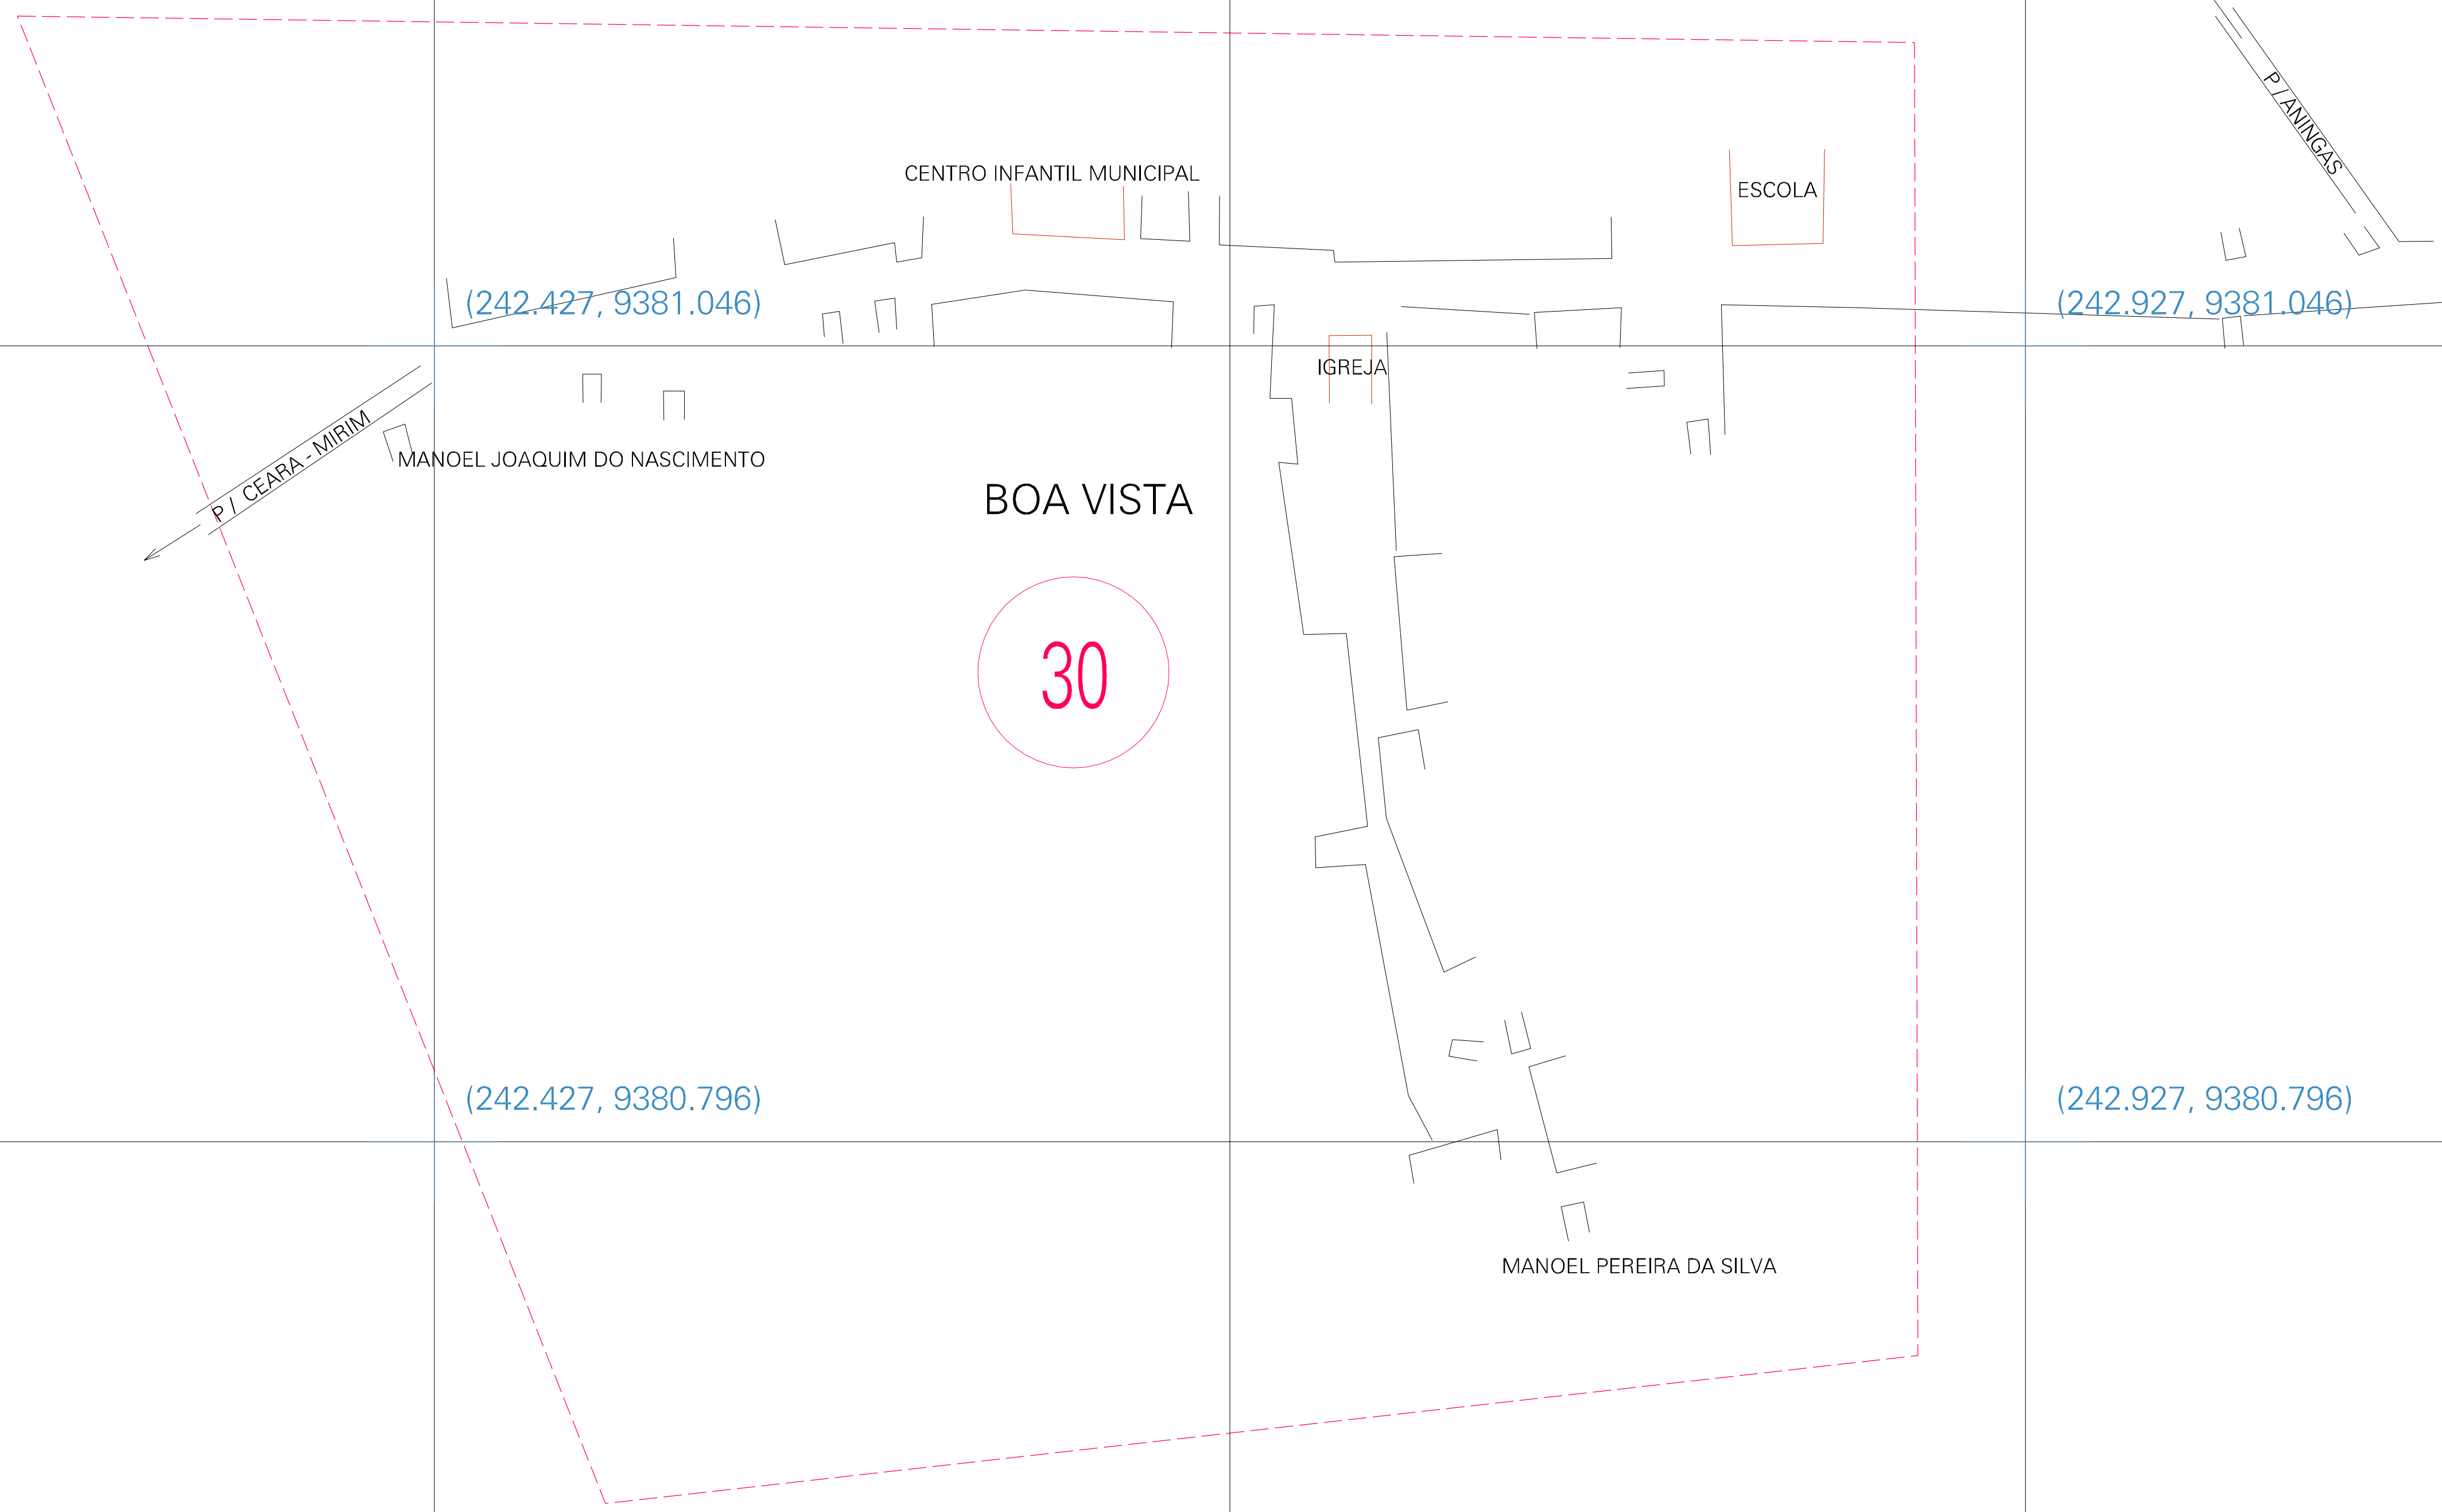 P / ANINGAS
CENTRO INFANTIL MUNICIPAL
ESCOLA
(242.427, 9381.046)
(242.927, 9381.046)
IGREJA
P / CEARA - MIRIM
MANOEL JOAQUIM DO NASCIMENTO
BOA VISTA
30
(242.427, 9380.796)
(242.927, 9380.796)
MANOEL PEREIRA DA SILVA